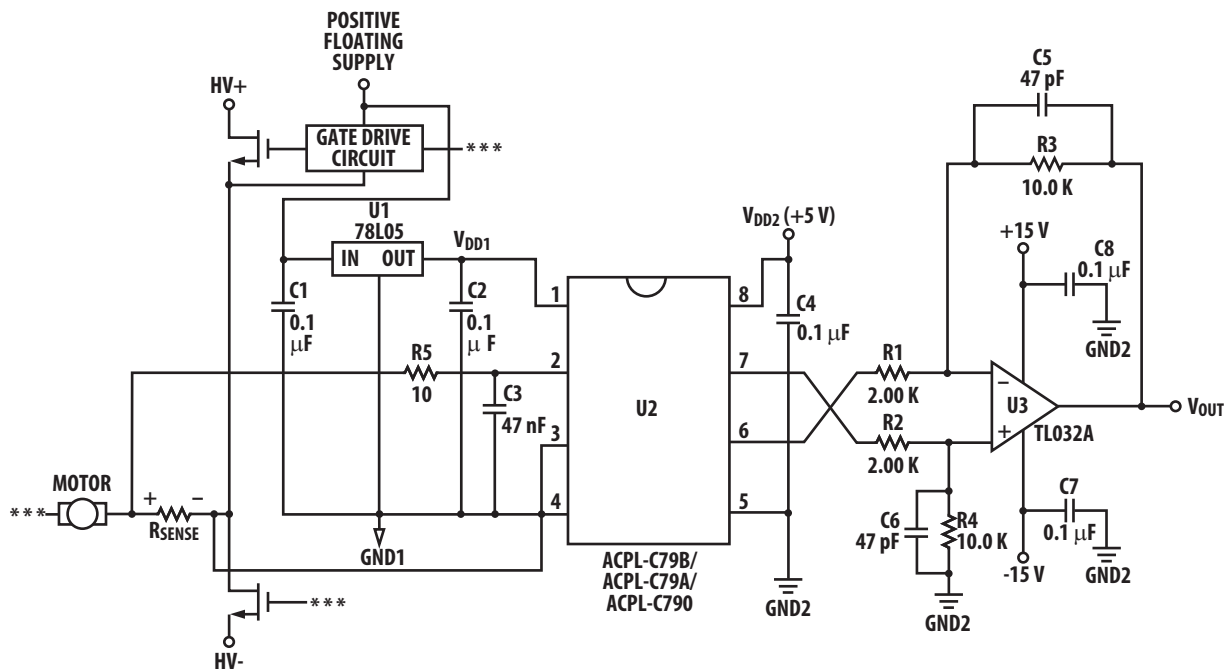 POSITIVE
FLOATING
SUPPLY
HV+
GATE DRIVE
CIRCUIT
***
U1
78L05
IN OUT
V_DD1
C1
0.1
μF
C2
0.1
μ F
R5
10
C3
47 nF
MOTOR
***
+ −
R_SENSE
GND1
***
HV-
1
2
3
4
U2
8
7
6
5
ACPL-C79B/
ACPL-C79A/
ACPL-C790
V_DD2 (+5 V)
C4
0.1 μF
GND2
R1
2.00 K
R2
2.00 K
C5
47 pF
R3
10.0 K
+15 V
C8
0.1 μF
GND2
−
U3
+
TL032A
V_OUT
C6
47 pF
R4
10.0 K
GND2
C7
0.1 μF
GND2
-15 V